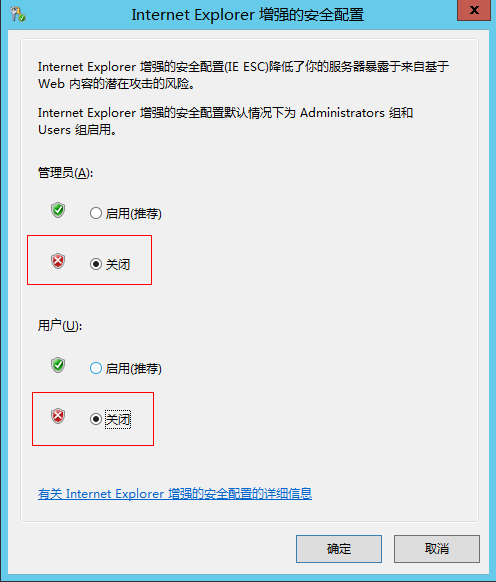 Internet Explorer 增强的安全配置
Internet Explorer 增强的安全配置(IE ESC)降低了你的服务器暴露于来自基于
Web 内容的潜在攻击的风险。
Internet Explorer 增强的安全配置默认情况下为 Administrators 组和
Users 组启用。
管理员(A):
启用(推荐)
关闭
用户(U):
启用(推荐)
关闭
有关 Internet Explorer 增强的安全配置的详细信息
确定
取消